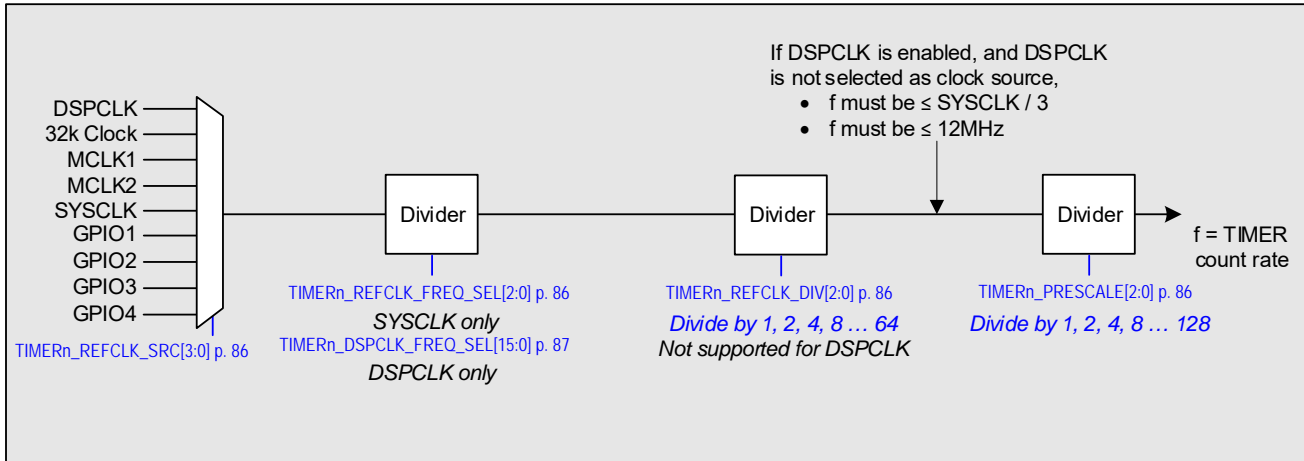 If DSPCLK is enabled, and DSPCLK
is not selected as clock source,
• f must be ≤ SYSCLK / 3
• f must be ≤ 12MHz
DSPCLK
32k Clock
MCLK1
MCLK2
SYSCLK
GPIO1
GPIO2
GPIO3
GPIO4
TIMERn_REFCLK_SRC[3:0] p. 86
Divider
TIMERn_REFCLK_FREQ_SEL[2:0] p. 86
SYSCLK only
TIMERn_DSPCLK_FREQ_SEL[15:0] p. 87
DSPCLK only
Divider
TIMERn_REFCLK_DIV[2:0] p. 86
Divide by 1, 2, 4, 8 … 64
Not supported for DSPCLK
Divider
TIMERn_PRESCALE[2:0] p. 86
Divide by 1, 2, 4, 8 … 128
f = TIMER
count rate